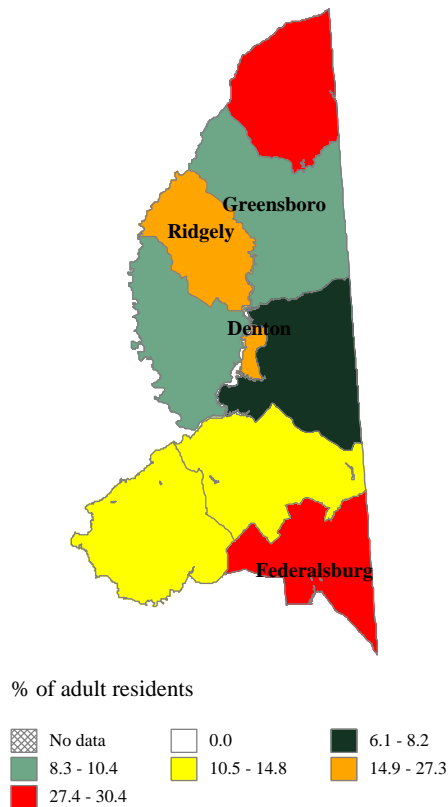 Greensboro
Ridgely
Denton
Federalsburg
% of adult residents
No data 0.0 6.1 - 8.2
8.3 - 10.4 10.5 - 14.8 14.9 - 27.3
27.4 - 30.4